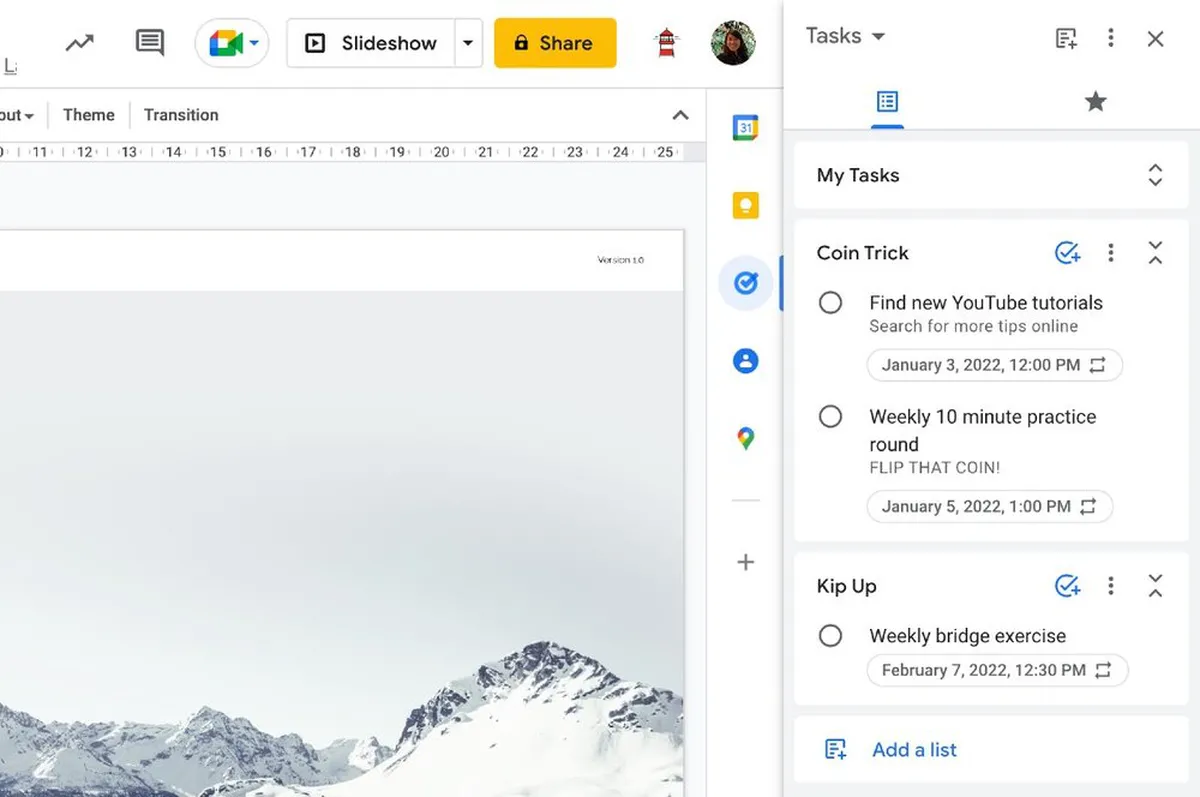 Slideshow
Share
Theme
Transition
11 12 13 14 15 16 17 18 19 20 21 22 23 24 25
Version 1.0
31
Tasks
My Tasks
Coin Trick
Find new YouTube tutorials
Search for more tips online
January 3, 2022, 12:00 PM
Weekly 10 minute practice
round
FLIP THAT COIN!
January 5, 2022, 1:00 PM
Kip Up
Weekly bridge exercise
February 7, 2022, 12:30 PM
Add a list